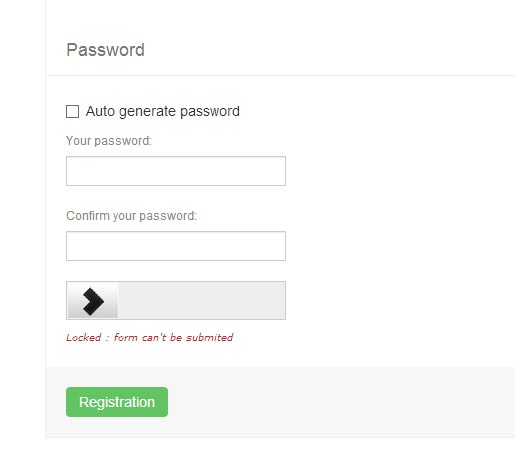 Password
Auto generate password
Your password:
Confirm your password:
Locked : form can't be submited
Registration